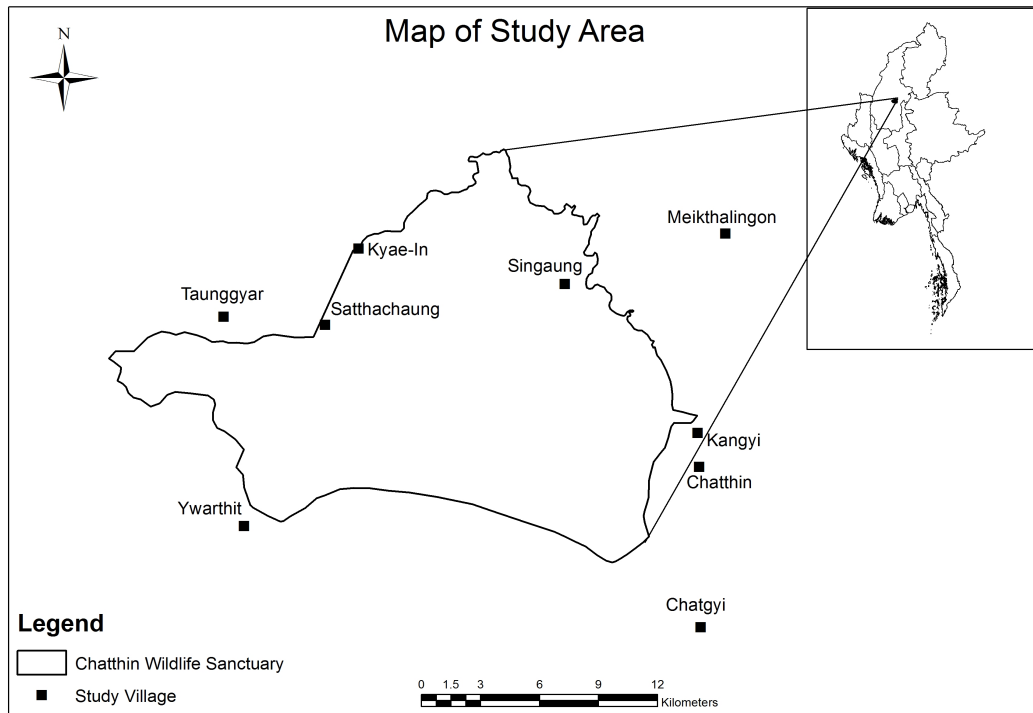 Map of Study Area
N
Meikthalingon
Kyae-In
Singaung
Taunggyar
Satthachaung
Kangyi
Chatthin
Ywarthit
Chatgyi
Legend
Chatthin Wildlife Sanctuary
Study Village
0 1.5 3 6 9 12
Kilometers